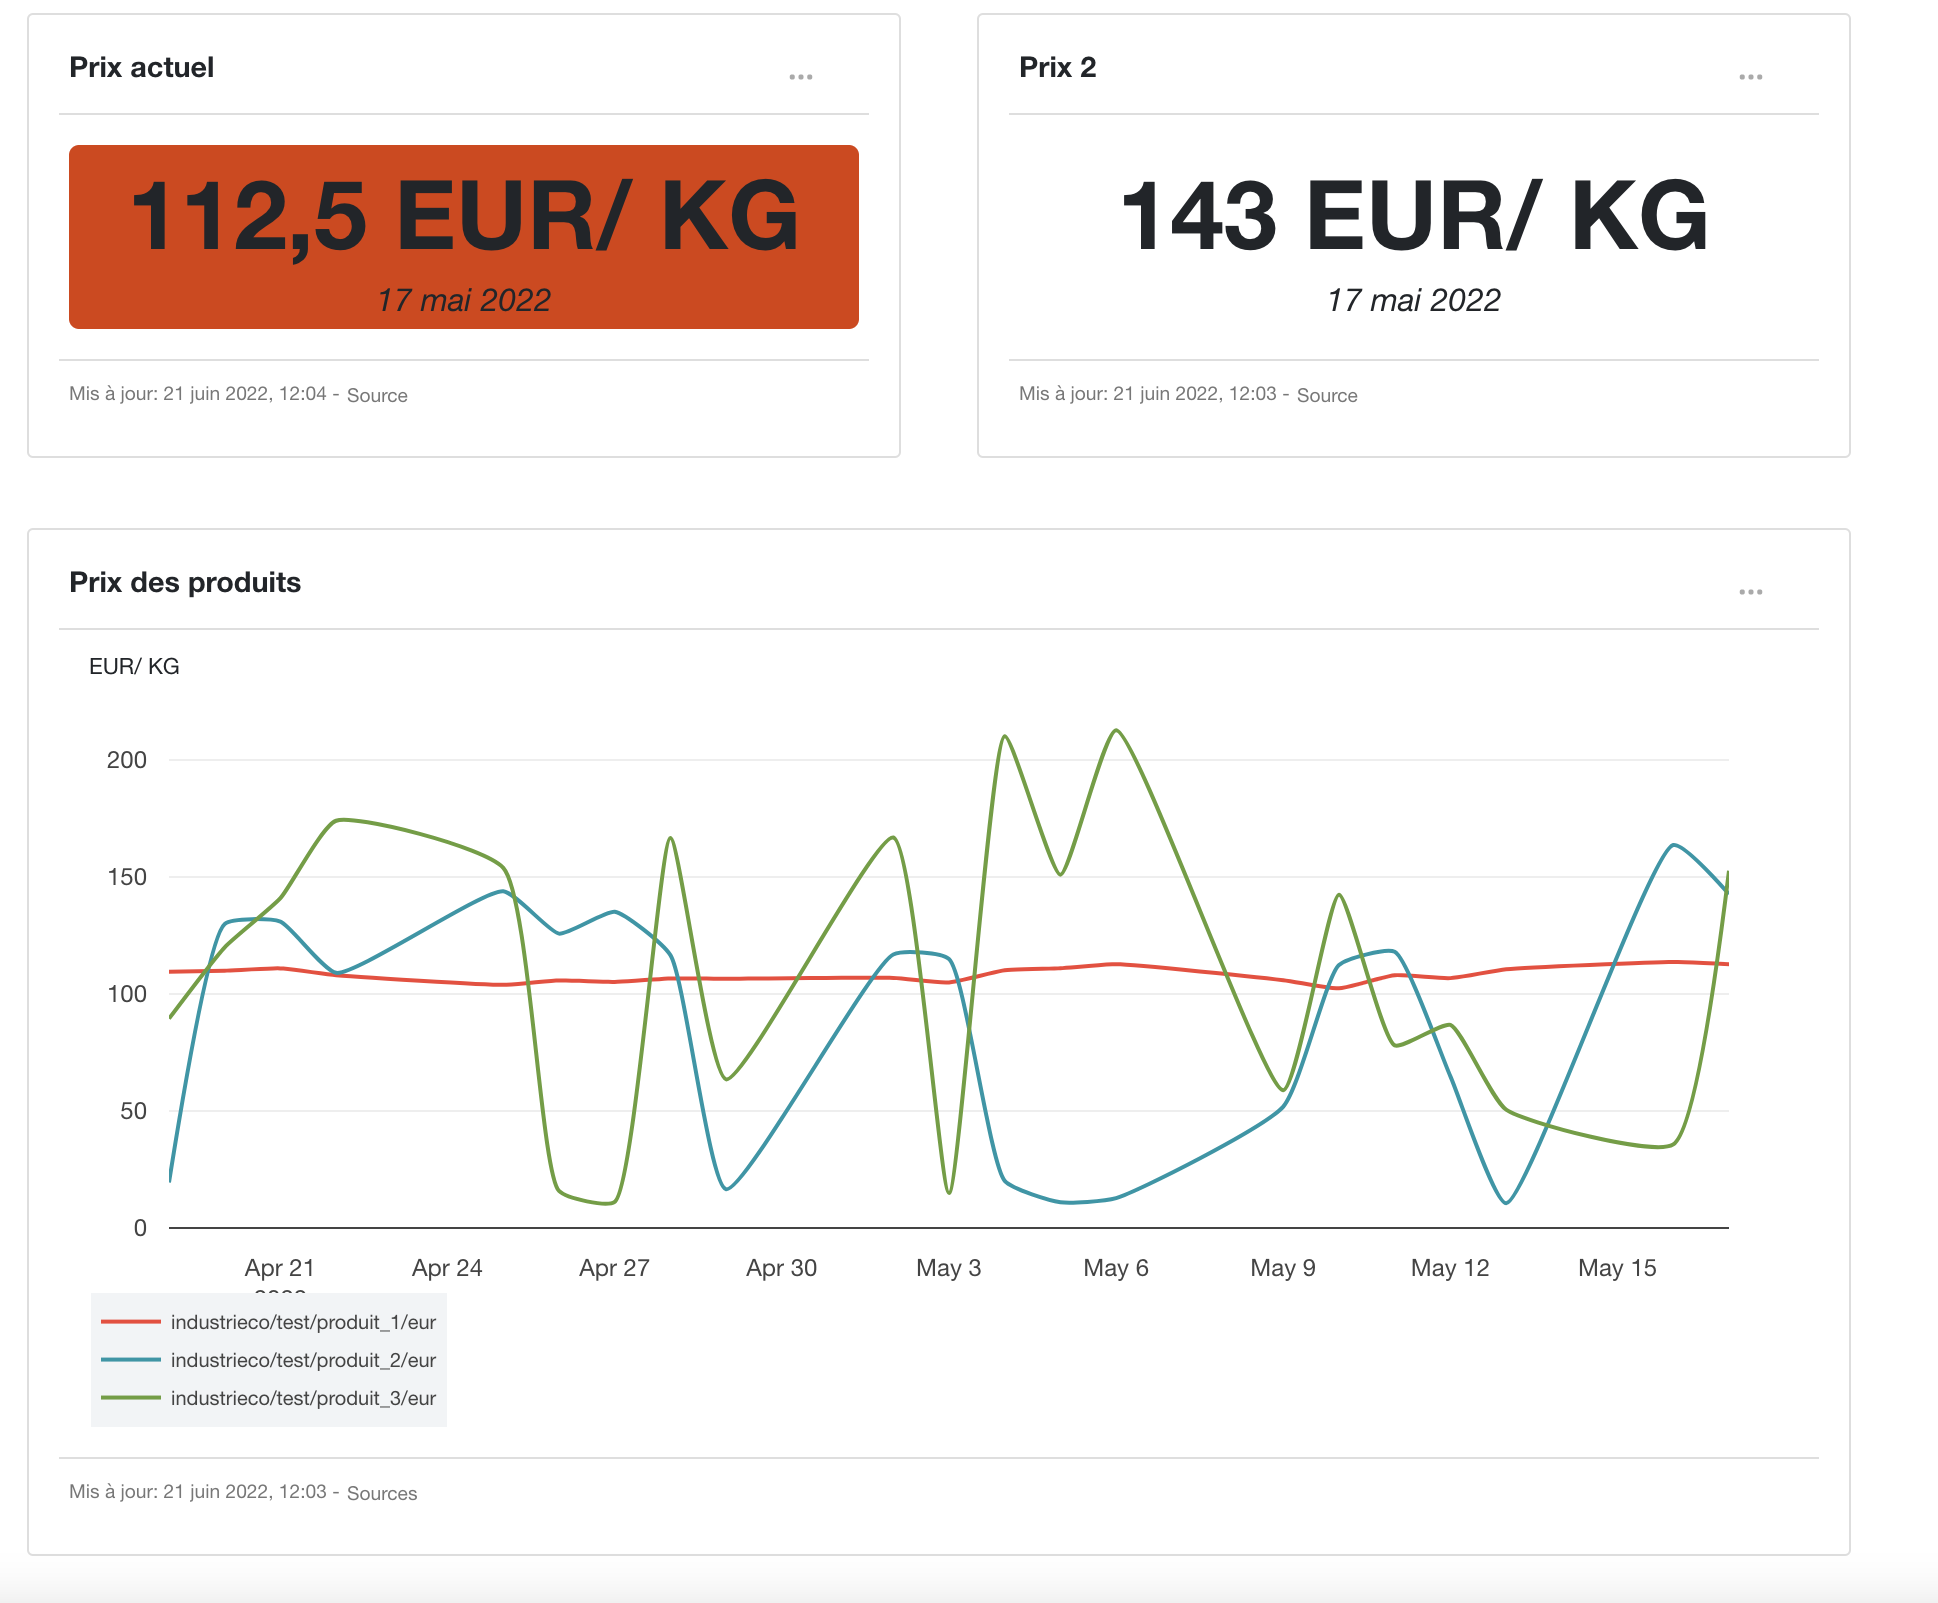 Prix actuel
112,5 EUR/ KG
17 mai 2022
Mis à jour: 21 juin 2022, 12:04 - Source
Prix 2
143 EUR/ KG
17 mai 2022
Mis à jour: 21 juin 2022, 12:03 - Source
Prix des produits
EUR/ KG
200
150
100
50
0
Apr 21 Apr 24 Apr 27 Apr 30 May 3 May 6 May 9 May 12 May 15
industrieco/test/produit_1/eur
industrieco/test/produit_2/eur
industrieco/test/produit_3/eur
Mis à jour: 21 juin 2022, 12:03 - Sources